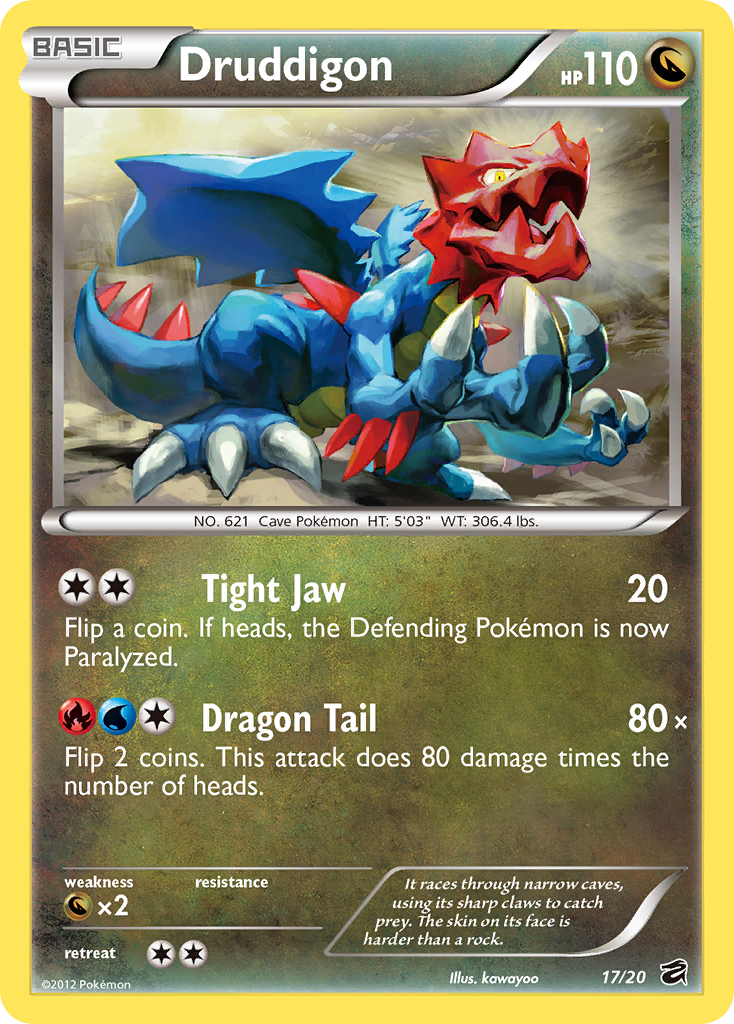 BASIC
Druddigon
HP110
NO. 621 Cave Pokémon HT: 5'03" WT: 306.4 lbs.
Tight Jaw 20
Flip a coin. If heads, the Defending Pokémon is now
Paralyzed.
Dragon Tail 80×
Flip 2 coins. This attack does 80 damage times the
number of heads.
weakness resistance
×2
retreat
It races through narrow caves,
using its sharp claws to catch
prey. The skin on its face is
harder than a rock.
©2012 Pokémon
Illus. kawayoo
17/20